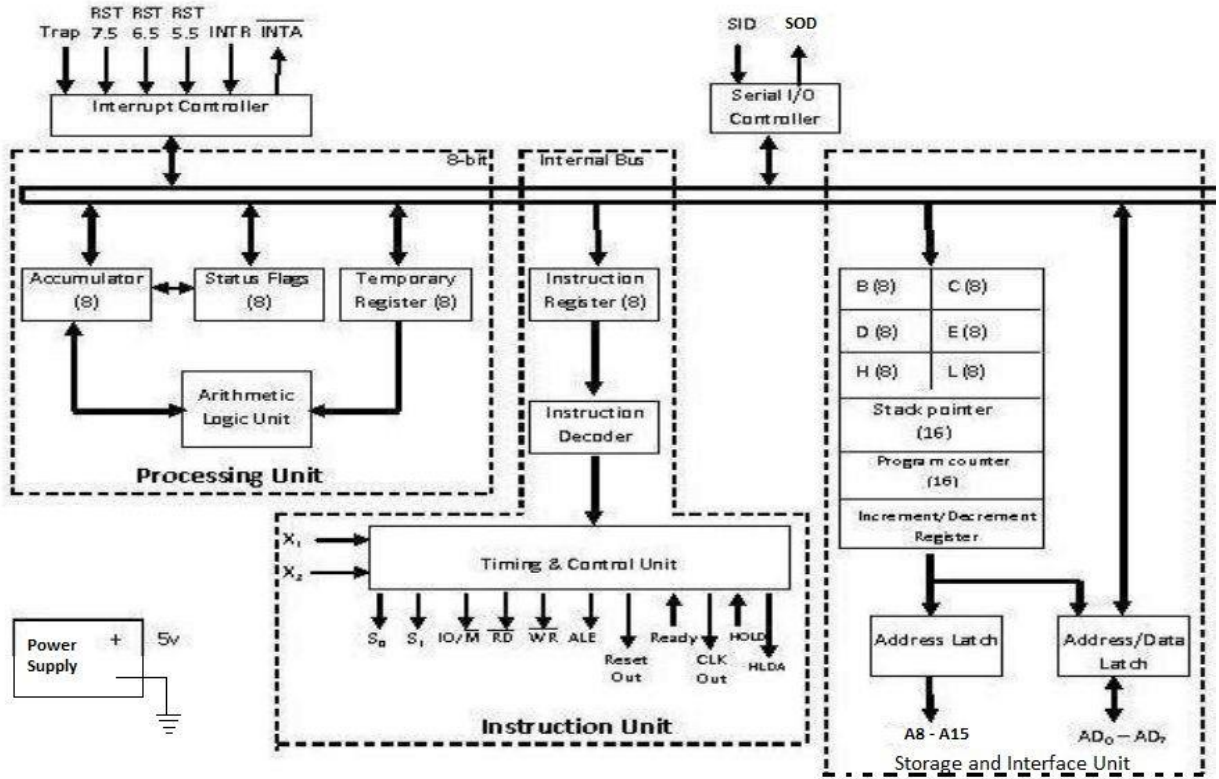 RST RST RST
Trap 7.5 6.5 5.5 INTR INTA
Interrupt Controller
SID SOD
Serial I/O
Controller
8-bit Internal Bus
Accumulator
(8)
Status Flags
(8)
Temporary
Register (8)
Instruction
Register (8)
B (8) C (8)
D (8) E (8)
H (8) L (8)
Stack pointer
(16)
Program counter
(16)
Increment/Decrement
Register
Arithmetic
Logic Unit
Instruction
Decoder
Processing Unit
X₁
X₂
Timing & Control Unit
S₀ S₁ IO/M RD WR ALE Reset Out Ready CLK Out HOLD HLDA
Instruction Unit
Power
Supply
+ 5v
Address Latch
Address/Data
Latch
A8 - A15
AD₀ – AD₇
Storage and Interface Unit